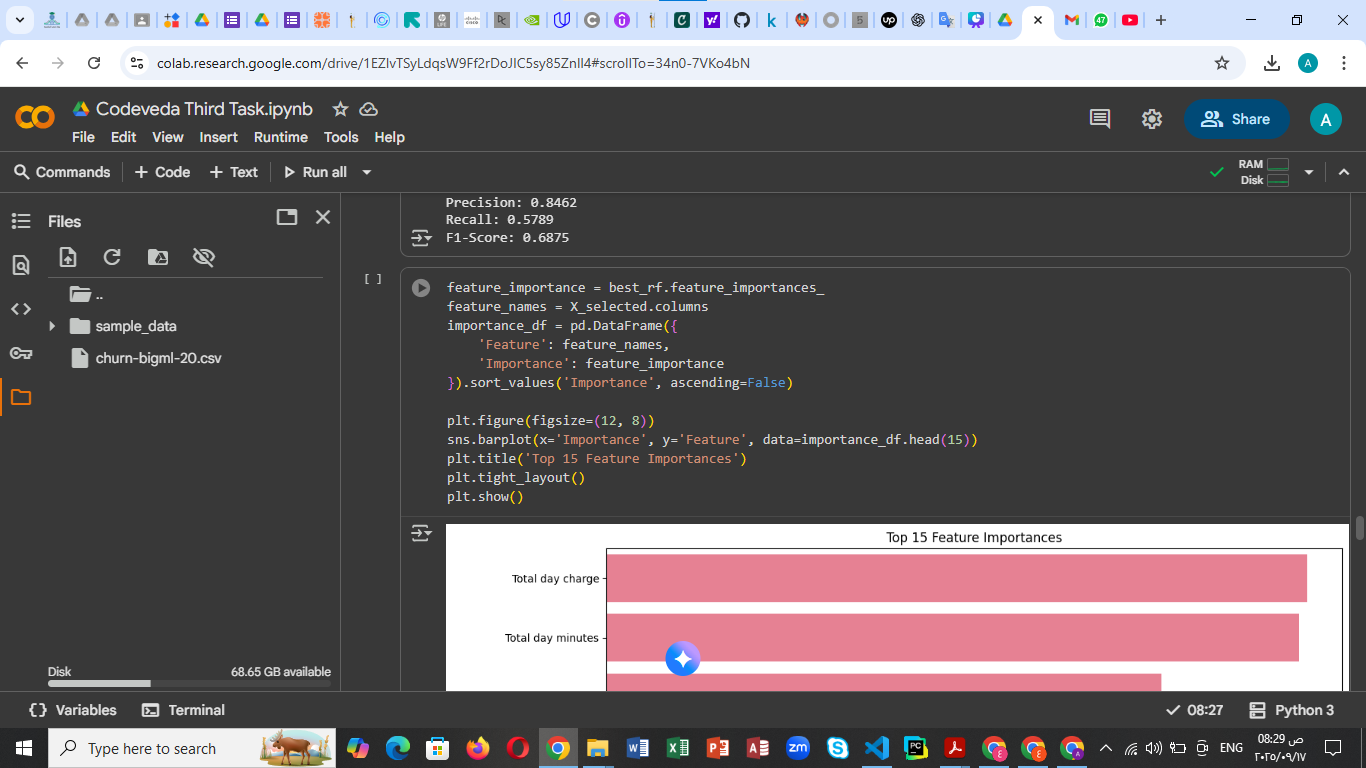 colab.research.google.com/drive/1EZIvTSyLdqsW9Ff2rDoJIC5sy85ZnIl4#scrollTo=34n0-7VKo4bN
A
Codeveda Third Task.ipynb
File Edit View Insert Runtime Tools Help
Share
A
Commands + Code + Text Run all
RAM
Disk
Files
..
sample_data
churn-bigml-20.csv
Disk 68.65 GB available
Precision: 0.8462
Recall: 0.5789
F1-Score: 0.6875
[ ]
feature_importance = best_rf.feature_importances_
feature_names = X_selected.columns
importance_df = pd.DataFrame({
    'Feature': feature_names,
    'Importance': feature_importance
}).sort_values('Importance', ascending=False)
plt.figure(figsize=(12, 8))
sns.barplot(x='Importance', y='Feature', data=importance_df.head(15))
plt.title('Top 15 Feature Importances')
plt.tight_layout()
plt.show()
Top 15 Feature Importances
Total day charge
Total day minutes
Variables Terminal
08:27 Python 3
Type here to search
ENG
08:29 ص
٢٠٢٥/٠٩/١٧